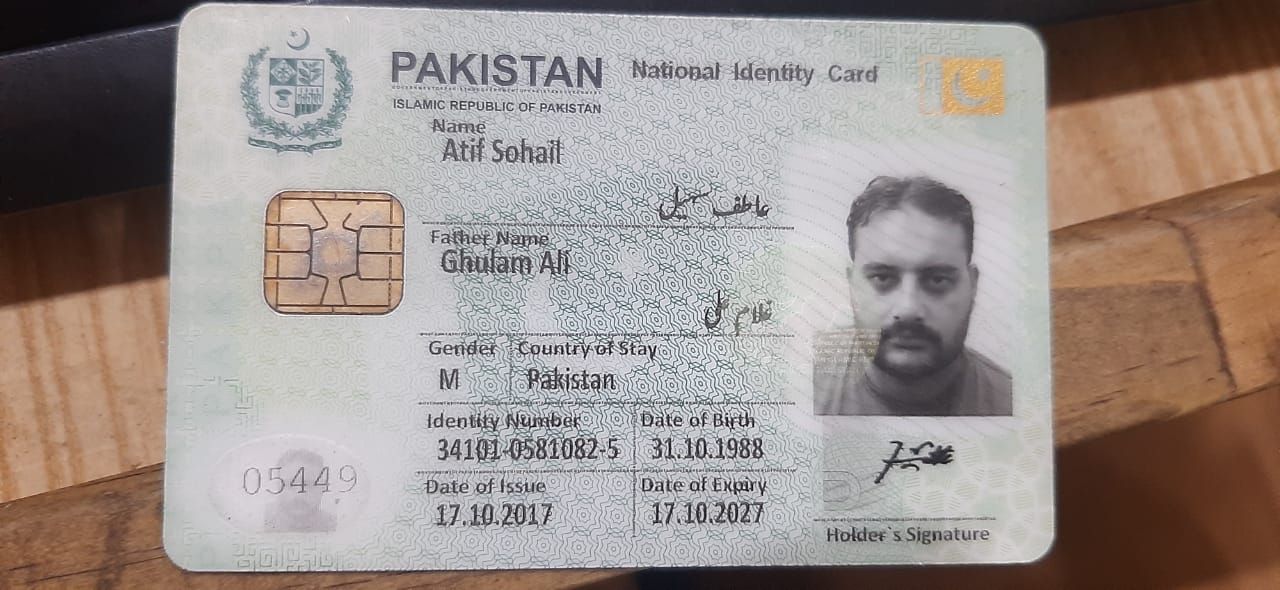 PAKISTAN National Identity Card
ISLAMIC REPUBLIC OF PAKISTAN
Name
Atif Sohail
عاطف سہیل
Father Name
Ghulam Ali
غلام علی
Gender Country of Stay
M Pakistan
Identity Number Date of Birth
34101-0581082-5 31.10.1988
Date of Issue Date of Expiry
17.10.2017 17.10.2027
05449
Holder`s Signature